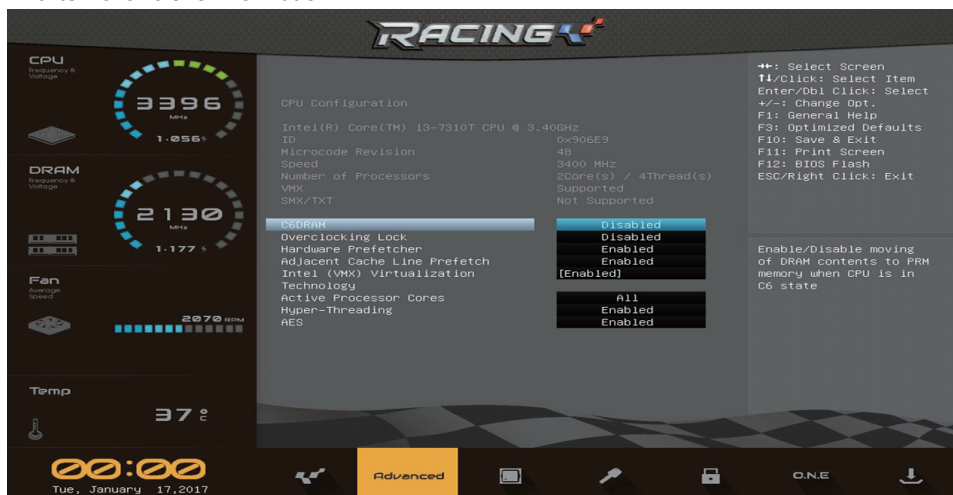 RACING
CPU
Frequency &
Voltage
3396
MHz
1.056
DRAM
Frequency &
Voltage
2130
MHz
1.177
Fan
Average
Speed
2070 RPM
Temp
37
CPU Configuration
Intel(R) Core(TM) i3-7310T CPU @ 3.40GHz
ID 0x906E9
Microcode Revision 48
Speed 3400 MHz
Number of Processors 2Core(s) / 4Thread(s)
VMX Supported
SMX/TXT Not Supported
C6DRAM Disabled
Overclocking Lock Disabled
Hardware Prefetcher Enabled
Adjacent Cache Line Prefetch Enabled
Intel (VMX) Virtualization [Enabled]
Technology
Active Processor Cores All
Hyper-Threading Enabled
AES Enabled
→←: Select Screen
↑↓/Click: Select Item
Enter/Dbl Click: Select
+/-: Change Opt.
F1: General Help
F3: Optimized Defaults
F10: Save & Exit
F11: Print Screen
F12: BIOS Flash
ESC/Right Click: Exit
Enable/Disable moving
of DRAM contents to PRM
memory when CPU is in
C6 state
00:00
Tue, January 17,2017
Advanced
O.N.E